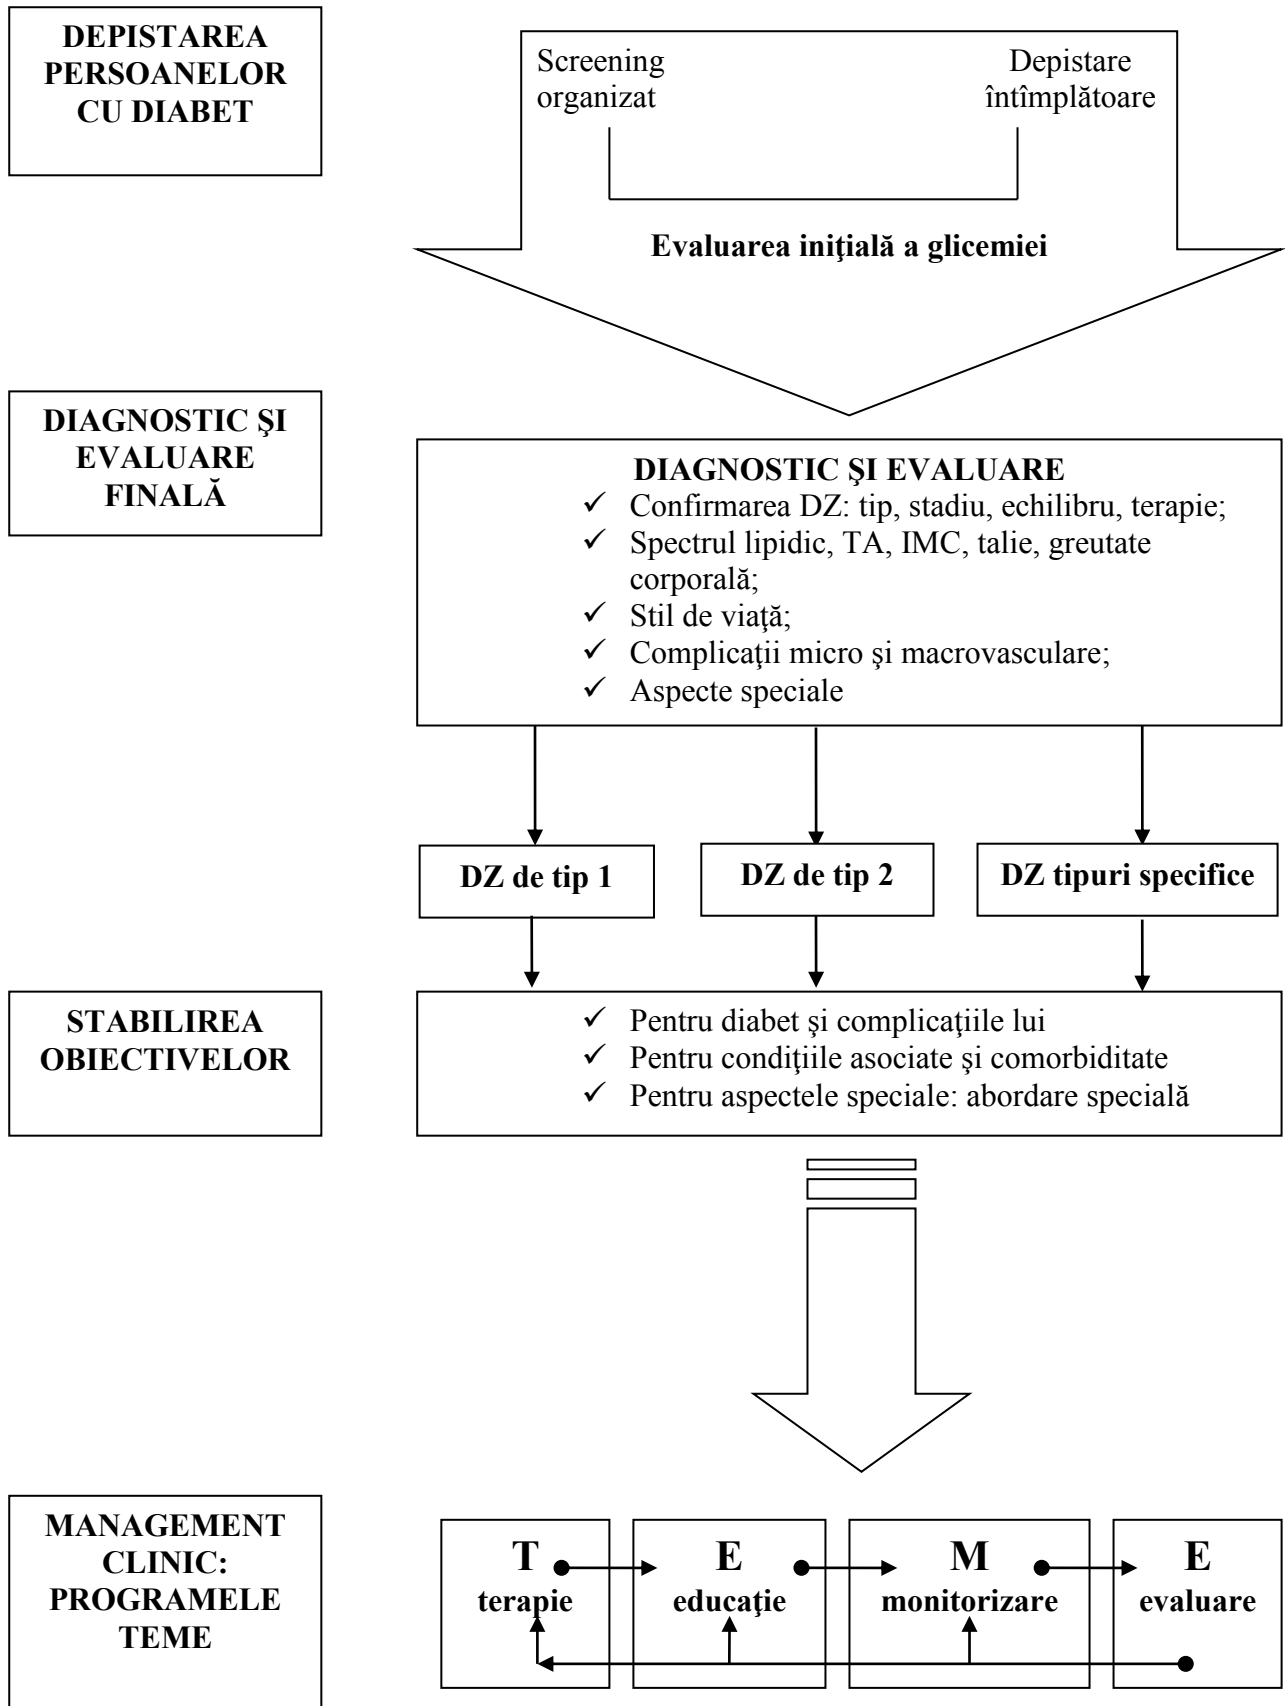 DEPISTAREA
PERSOANELOR
CU DIABET
Screening
organizat
Depistare
întîmplătoare
Evaluarea iniţială a glicemiei
DIAGNOSTIC ŞI
EVALUARE
FINALĂ
DIAGNOSTIC ŞI EVALUARE
✓ Confirmarea DZ: tip, stadiu, echilibru, terapie;
✓ Spectrul lipidic, TA, IMC, talie, greutate
corporală;
✓ Stil de viaţă;
✓ Complicaţii micro şi macrovasculare;
✓ Aspecte speciale
DZ de tip 1
DZ de tip 2
DZ tipuri specifice
STABILIREA
OBIECTIVELOR
✓ Pentru diabet şi complicaţiile lui
✓ Pentru condiţiile asociate şi comorbiditate
✓ Pentru aspectele speciale: abordare specială
MANAGEMENT
CLINIC:
PROGRAMELE
TEME
T
terapie
E
educaţie
M
monitorizare
E
evaluare